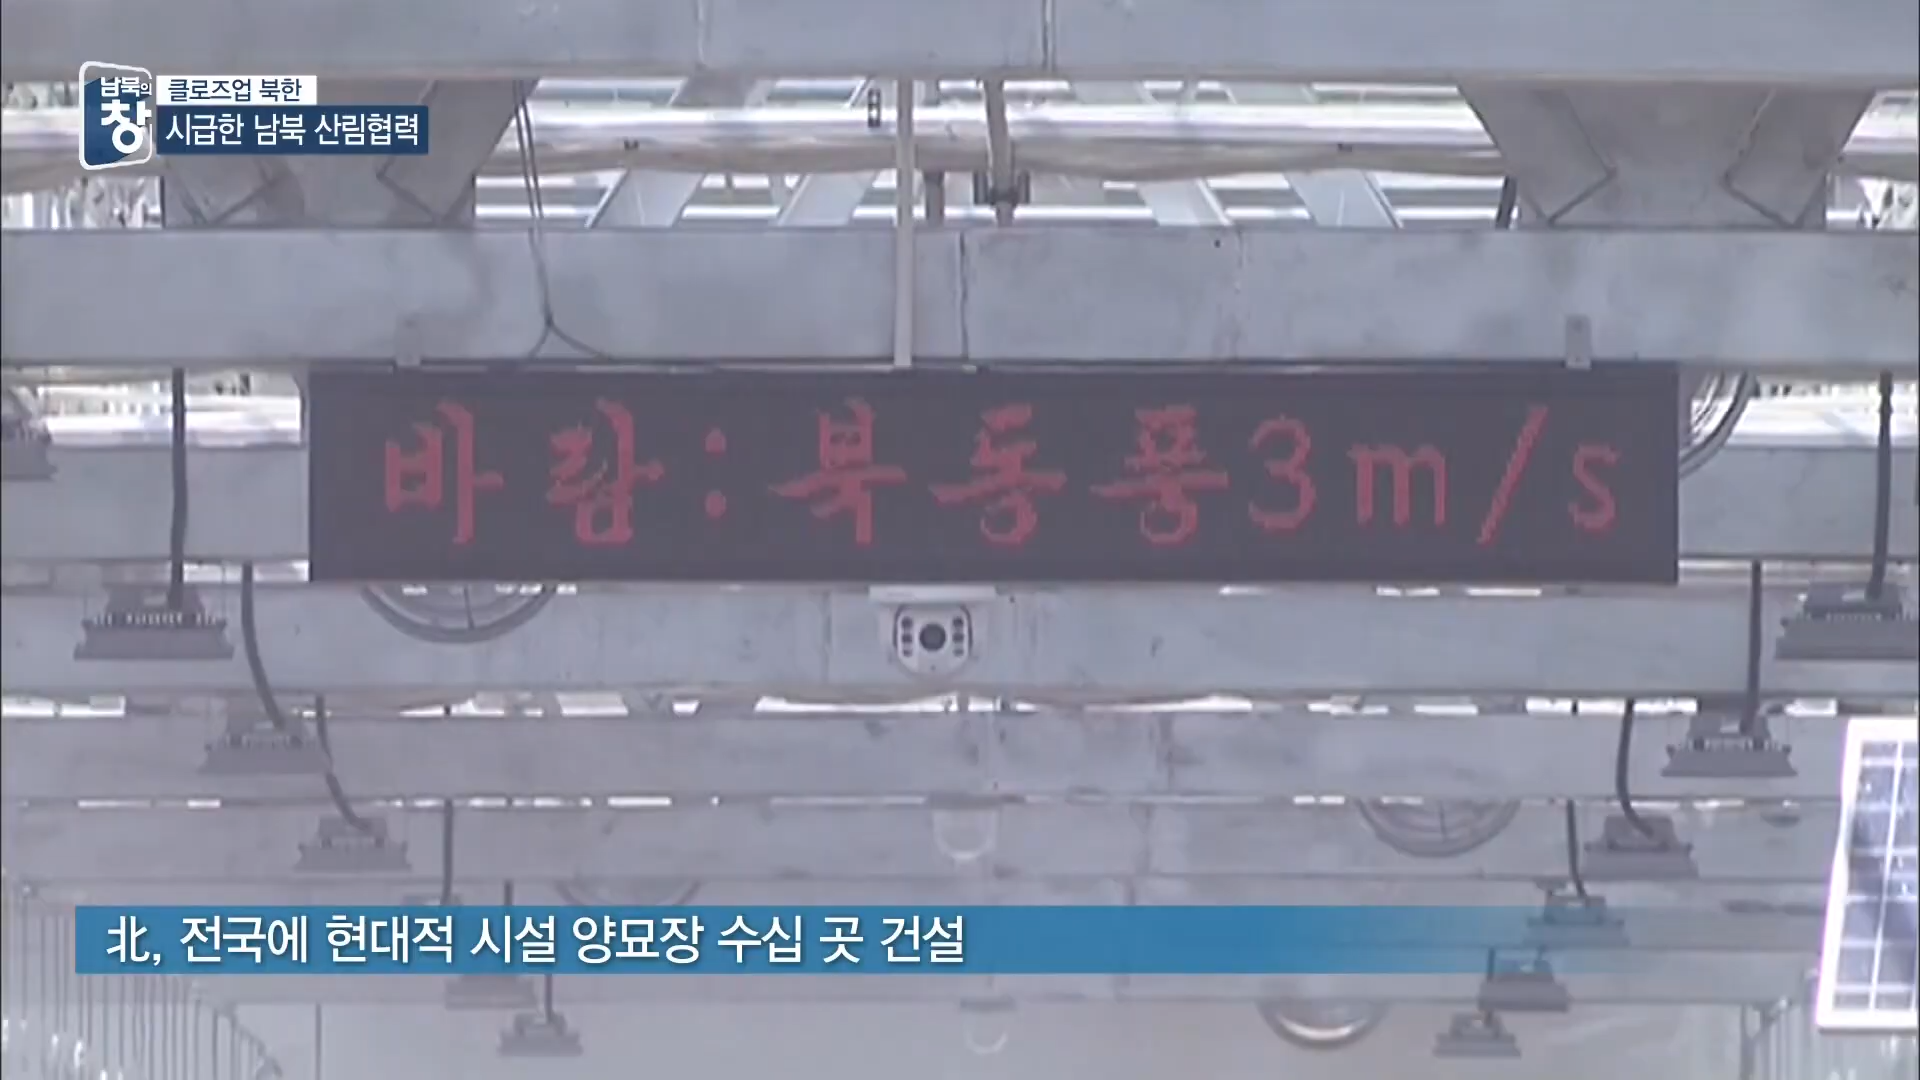 남북의 창
클로즈업 북한
시급한 남북 산림협력
바람:북동풍3m/s
北, 전국에 현대적 시설 양묘장 수십 곳 건설